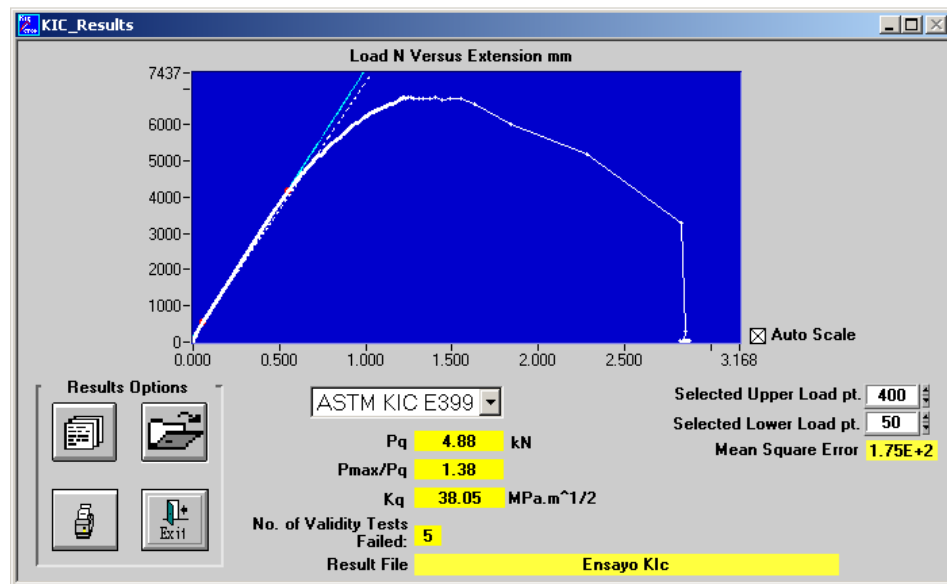 KIC_Results
Load N Versus Extension mm
7437
6000
5000
4000
3000
2000
1000
0
0.000 0.500 1.000 1.500 2.000 2.500 3.168
Auto Scale
Results Options
Exit
ASTM KIC E399
Pq 4.88 kN
Pmax/Pq 1.38
Kq 38.05 MPa.m^1/2
No. of Validity Tests
Failed: 5
Result File Ensayo KIc
Selected Upper Load pt. 400
Selected Lower Load pt. 50
Mean Square Error 1.75E+2